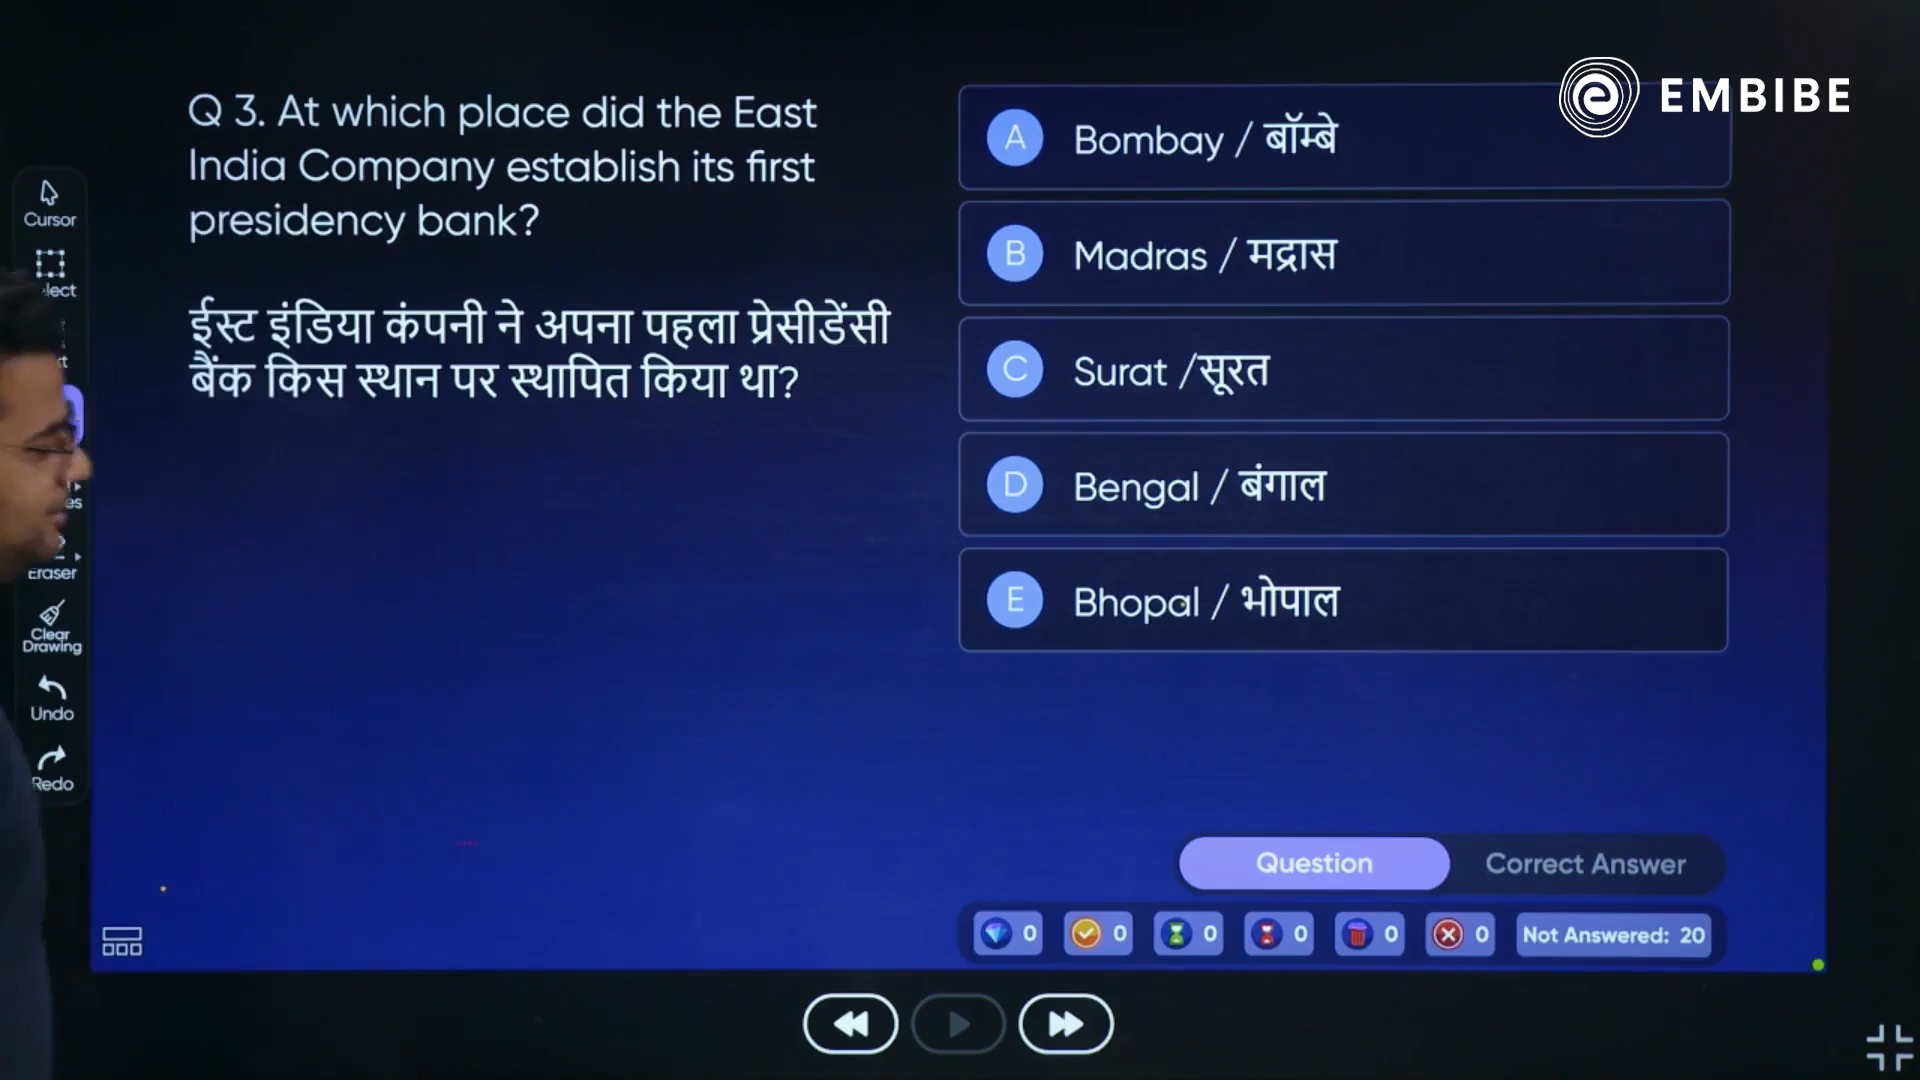 EMBIBE
Q 3. At which place did the East
India Company establish its first
presidency bank?
ईस्ट इंडिया कंपनी ने अपना पहला प्रेसीडेंसी
बैंक किस स्थान पर स्थापित किया था?
A Bombay / बॉम्बे
B Madras / मद्रास
C Surat /सूरत
D Bengal / बंगाल
E Bhopal / भोपाल
Cursor
Eraser
Clear
Drawing
Undo
Redo
Question Correct Answer
0 0 0 0 0 0 Not Answered: 20